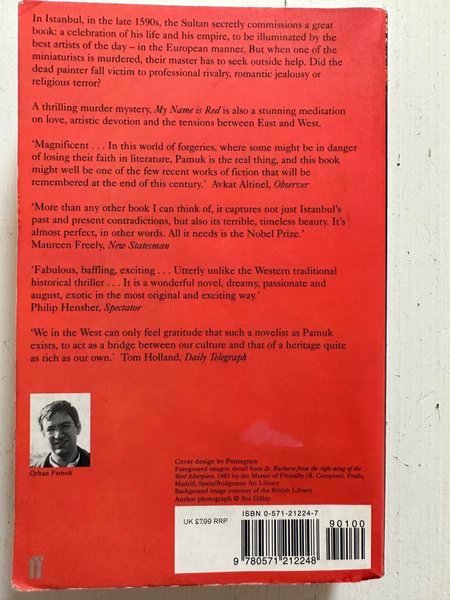 In Istanbul, in the late 1590s, the Sultan secretly commissions a great
book: a celebration of his life and his empire, to be illuminated by the
best artists of the day – in the European manner. But when one of the
miniaturists is murdered, their master has to seek outside help. Did the
dead painter fall victim to professional rivalry, romantic jealousy or
religious terror?
A thrilling murder mystery, My Name is Red is also a stunning meditation
on love, artistic devotion and the tensions between East and West.
'Magnificent . . . In this world of forgeries, where some might be in danger
of losing their faith in literature, Pamuk is the real thing, and this book
might well be one of the few recent works of fiction that will be
remembered at the end of this century.' Avkat Altinel, Observer
'More than any other book I can think of, it captures not just Istanbul's
past and present contradictions, but also its terrible, timeless beauty. It's
almost perfect, in other words. All it needs is the Nobel Prize.'
Maureen Freely, New Statesman
'Fabulous, baffling, exciting . . . Utterly unlike the Western traditional
historical thriller . . . It is a wonderful novel, dreamy, passionate and
august, exotic in the most original and exciting way.'
Philip Hensher, Spectator
'We in the West can only feel gratitude that such a novelist as Pamuk
exists, to act as a bridge between our culture and that of a heritage quite
as rich as our own.' Tom Holland, Daily Telegraph
Orhan Pamuk
Cover design by Pentagram
Foreground images: detail from St. Barbara from the right wing of the
Werl Altarpiece, 1438 by the Master of Flemalle (R. Campion), Prado,
Madrid, Spain/Bridgeman Art Library
Background image courtesy of the British Library
Author photograph © Ara Güler
ISBN 0-571-21224-7
UK £7.99 RRP
90100
9 780571 212248
ff